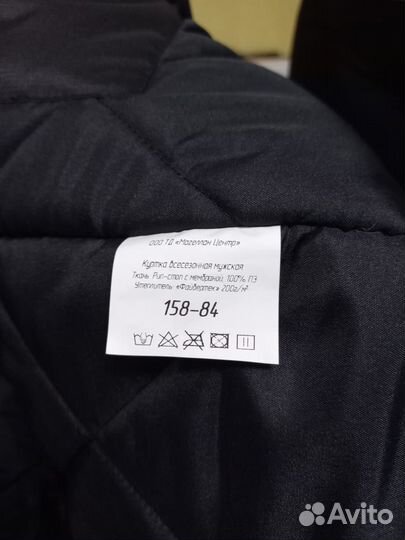 ООО ТД «Магеллан Центр»
Куртка всесезонная мужская
Ткань: Рип-стоп с мембраной, 100% ПЭ
Утеплитель: «Файвертек» 200г/м²
158-84
Avito